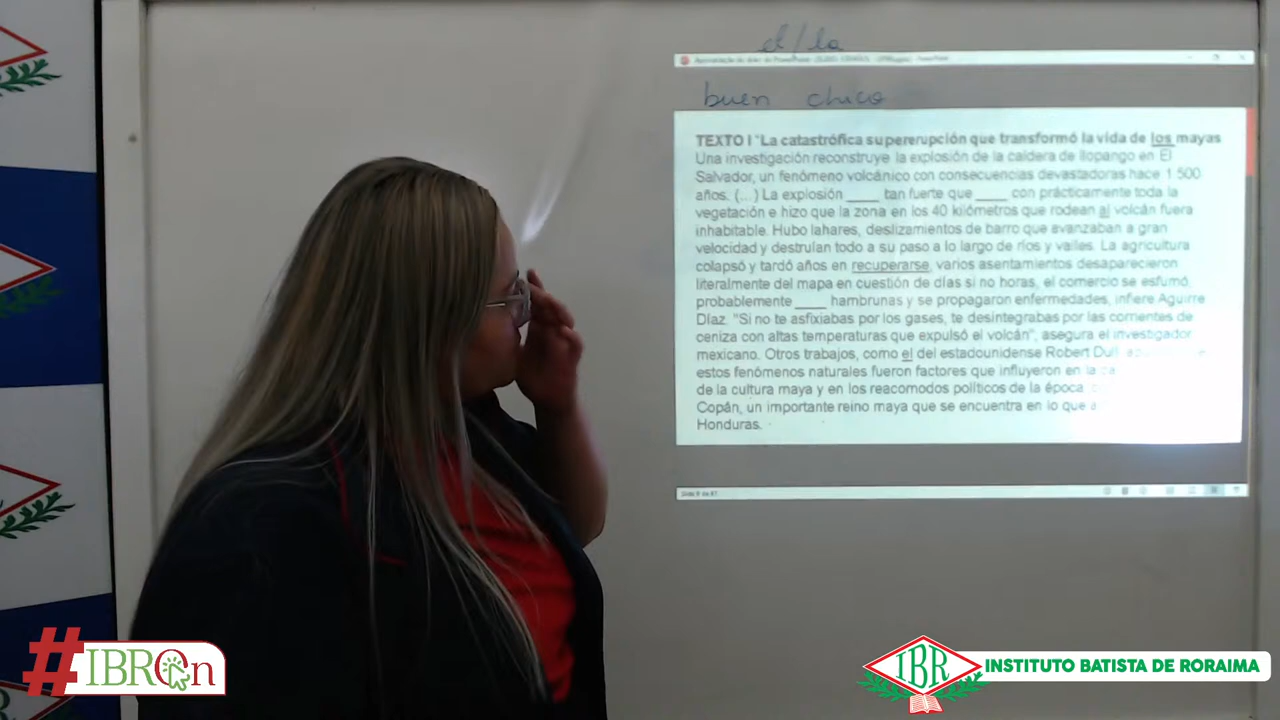 el/la
buen chico
TEXTO I "La catastrófica supererupción que transformó la vida de los mayas
Una investigación reconstruye la explosión de la caldera de Ilopango en El
Salvador, un fenómeno volcánico con consecuencias devastadoras hace 1 500
años. (...) La explosión ____ tan fuerte que ____ con prácticamente toda la
vegetación e hizo que la zona en los 40 kilómetros que rodean al volcán fuera
inhabitable. Hubo lahares, deslizamientos de barro que avanzaban a gran
velocidad y destruían todo a su paso a lo largo de ríos y valles. La agricultura
colapsó y tardó años en recuperarse, varios asentamientos desaparecieron
literalmente del mapa en cuestión de días si no horas, el comercio se esfumó,
probablemente ____ hambrunas y se propagaron enfermedades, infiere Aguirre
Díaz. "Si no te asfixiabas por los gases, te desintegrabas por las corrientes de
ceniza con altas temperaturas que expulsó el volcán", asegura el investigador
mexicano. Otros trabajos, como el del estadounidense Robert Dull
estos fenómenos naturales fueron factores que influyeron en la
de la cultura maya y en los reacomodos políticos de la época
Copán, un importante reino maya que se encuentra en lo que
Honduras.
Slide 9 de 47
#IBROn
IBR
INSTITUTO BATISTA DE RORAIMA